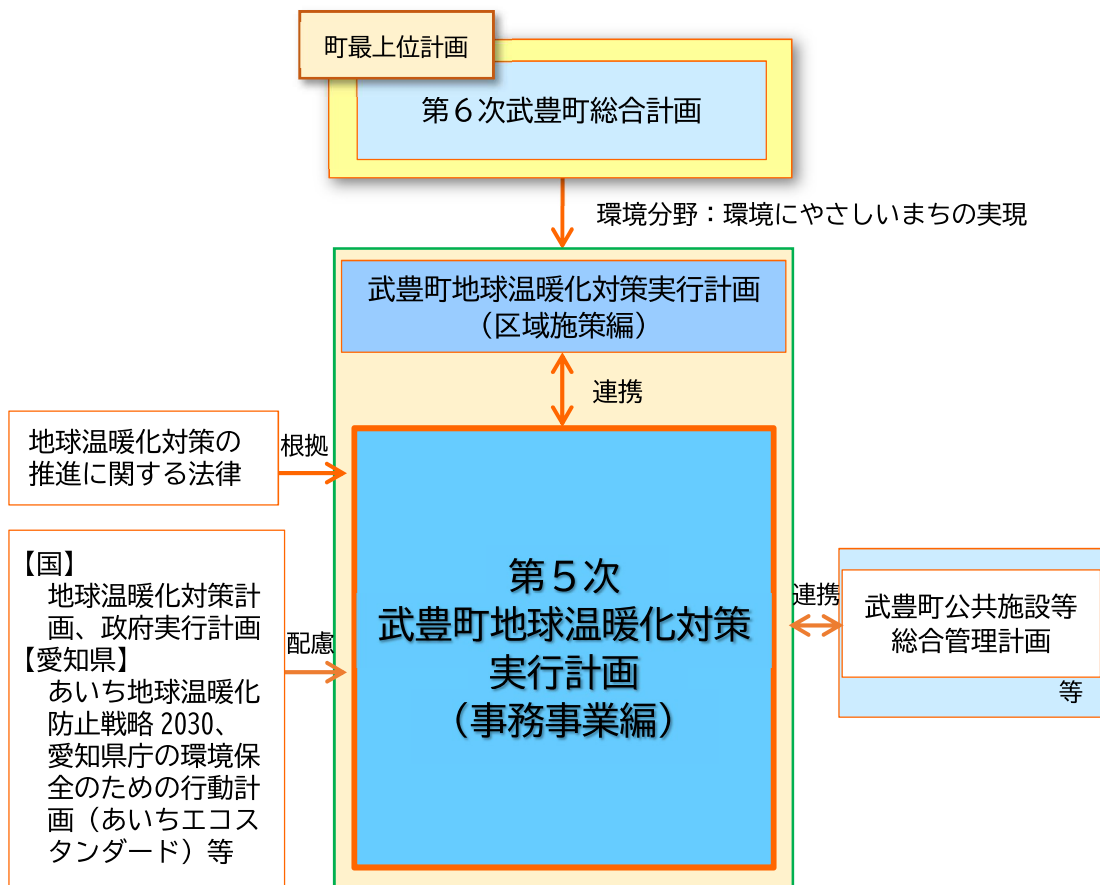 町最上位計画
第６次武豊町総合計画
環境分野：環境にやさしいまちの実現
武豊町地球温暖化対策実行計画
（区域施策編）
連携
地球温暖化対策の
推進に関する法律
根拠
【国】
地球温暖化対策計
画、政府実行計画
【愛知県】
あいち地球温暖化
防止戦略 2030、
愛知県庁の環境保
全のための行動計
画（あいちエコス
タンダード）等
配慮
第５次
武豊町地球温暖化対策
実行計画
（事務事業編）
連携
武豊町公共施設等
総合管理計画
等